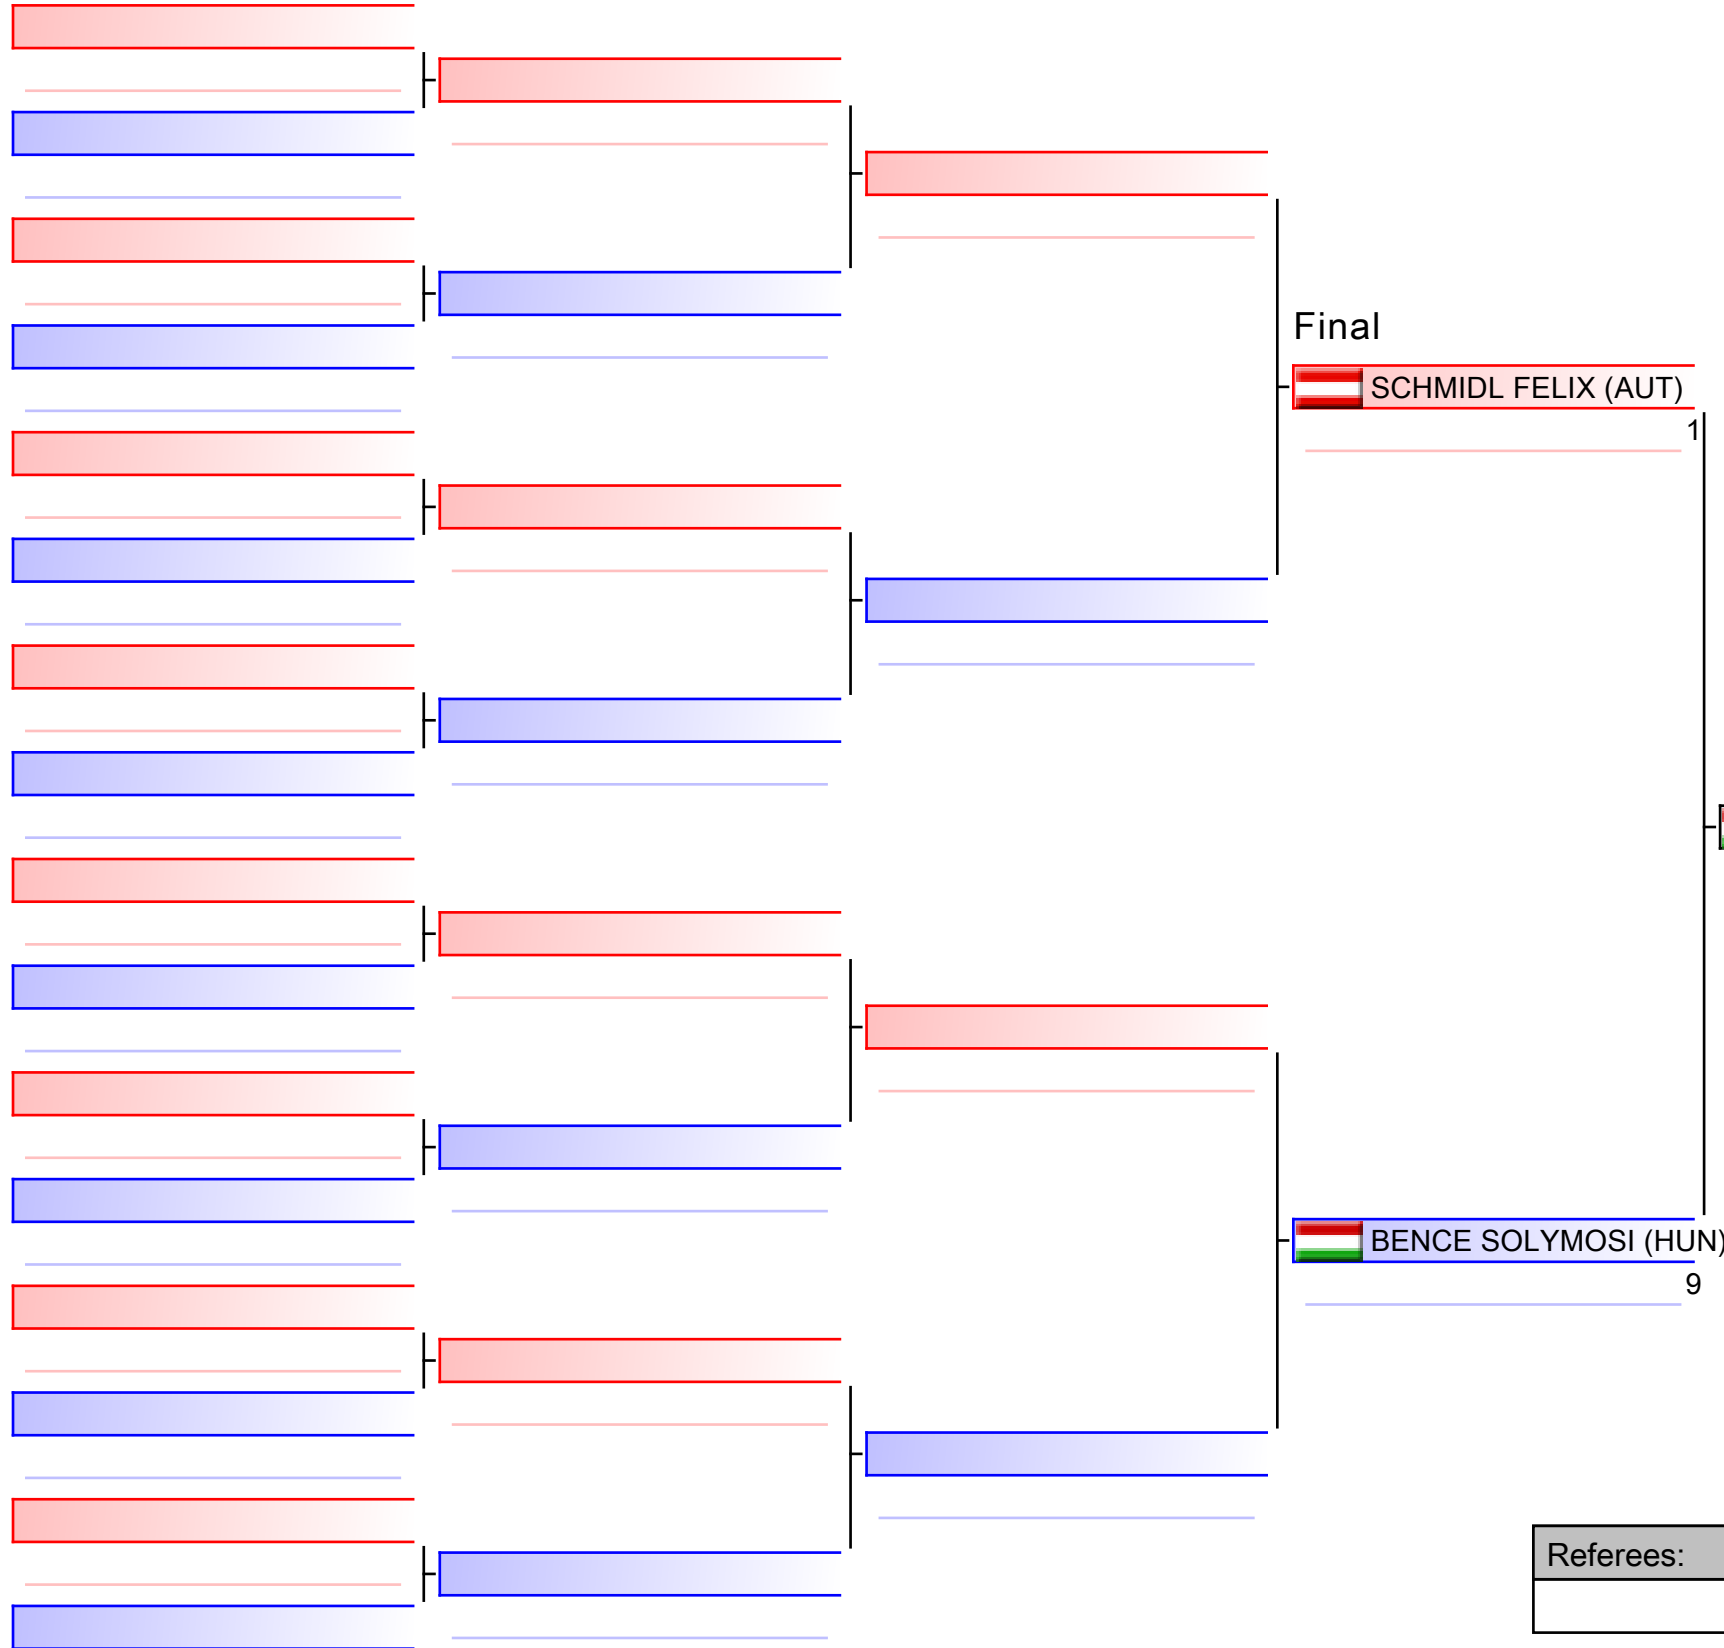 Final
SCHMIDL FELIX (AUT)
1
BENCE SOLYMOSI (HUN)
9
Referees: